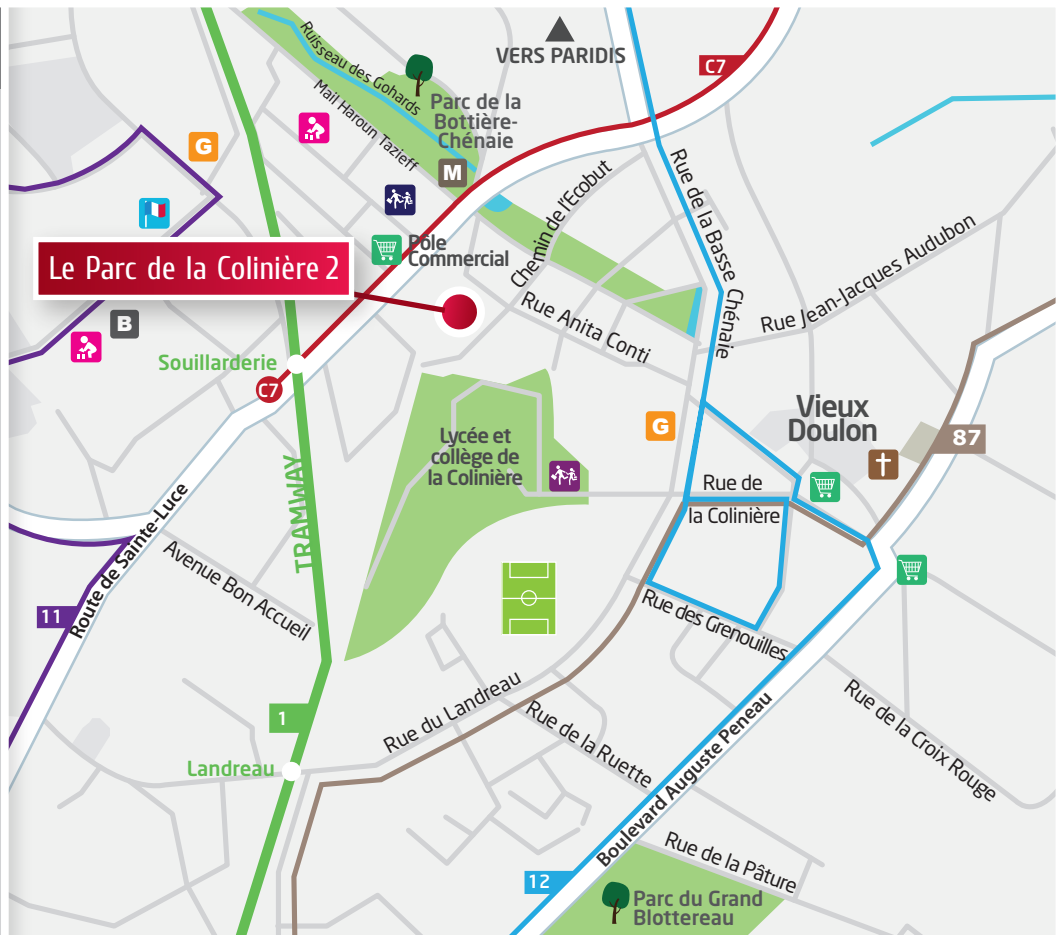 VERS PARIDIS
C7
Ruisseau des Gohards
Mail Haroun Tazieff
Parc de la
Bottière-
Chénaie
G
M
Pôle
Commercial
Chemin de l'Ecobut
Rue de la Basse Chénaie
Rue Jean-Jacques Audubon
Le Parc de la Colinière 2
Rue Anita Conti
B
Souillarderie
C7
Vieux
Doulon
G
87
Lycée et
collège de
la Colinière
Rue de
la Colinière
TRAMWAY
Route de Sainte-Luce
Avenue Bon Accueil
11
Rue des Grenouilles
1
Rue du Landreau
Rue de la Ruette
Rue de la Croix Rouge
Landreau
Boulevard Auguste Peneau
Rue de la Pâture
12
Parc du Grand
Blottereau